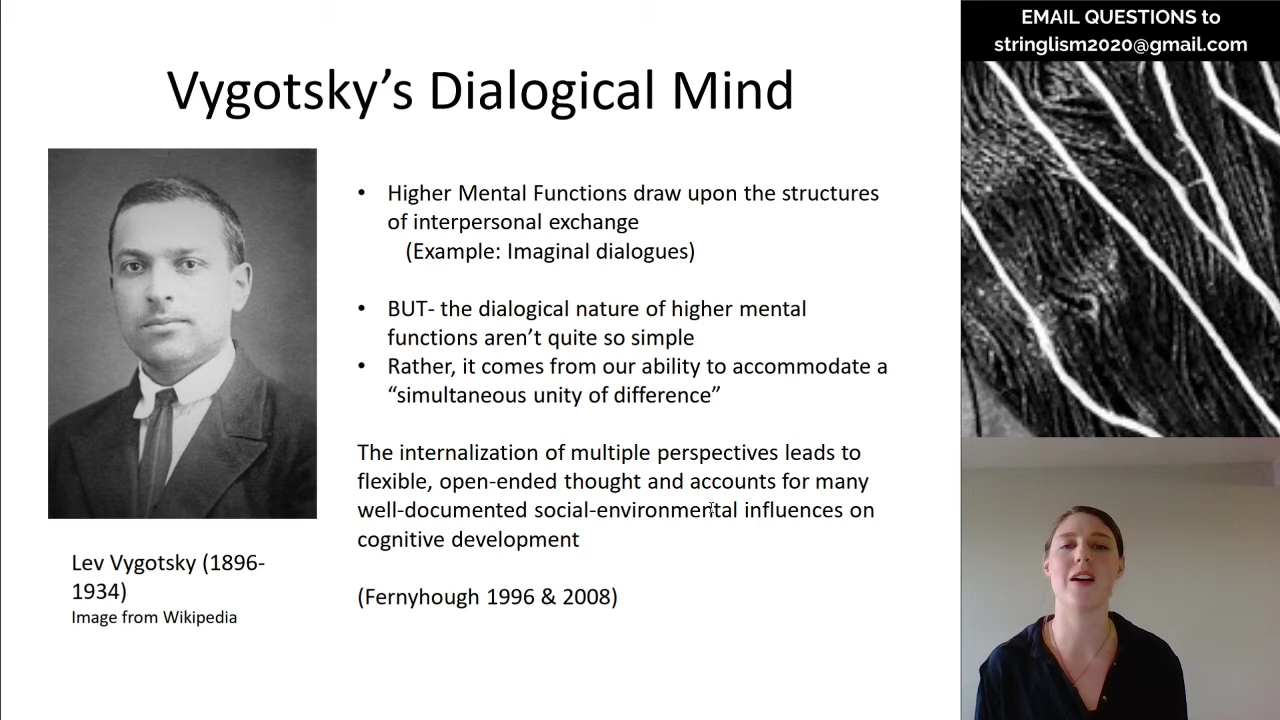 Vygotsky’s Dialogical Mind
• Higher Mental Functions draw upon the structures
of interpersonal exchange
(Example: Imaginal dialogues)
• BUT- the dialogical nature of higher mental
functions aren’t quite so simple
• Rather, it comes from our ability to accommodate a
“simultaneous unity of difference”
The internalization of multiple perspectives leads to
flexible, open-ended thought and accounts for many
well-documented social-environmental influences on
cognitive development
(Fernyhough 1996 & 2008)
Lev Vygotsky (1896-
1934)
Image from Wikipedia
EMAIL QUESTIONS to
stringlism2020@gmail.com